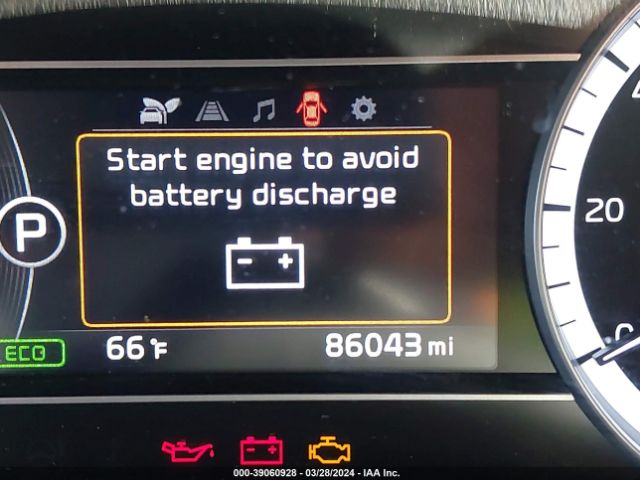 Start engine to avoid
battery discharge
P
20
ECO
66°F
86043 mi
000-39060928 - 03/28/2024 - IAA Inc.